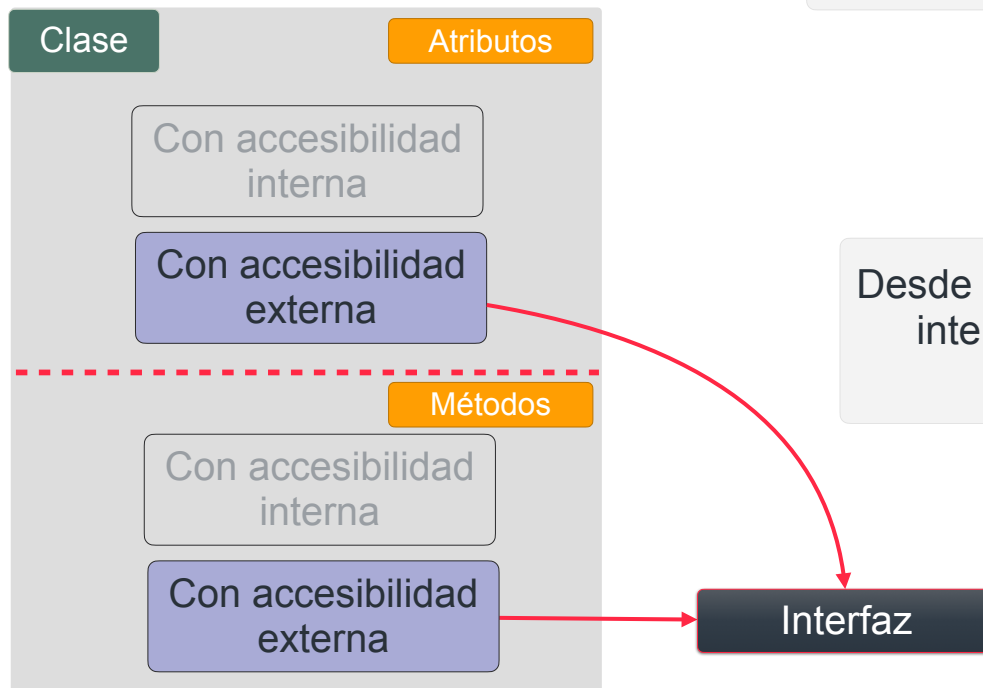 Clase
Atributos
Con accesibilidad
interna
Con accesibilidad
externa
Desde
inte
Métodos
Con accesibilidad
interna
Con accesibilidad
externa
Interfaz